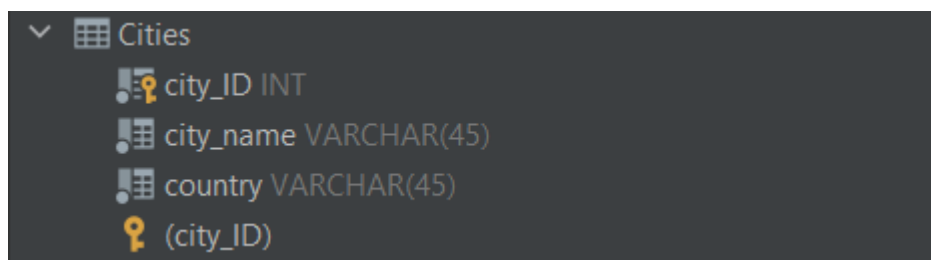 Cities
city_ID INT
city_name VARCHAR(45)
country VARCHAR(45)
(city_ID)